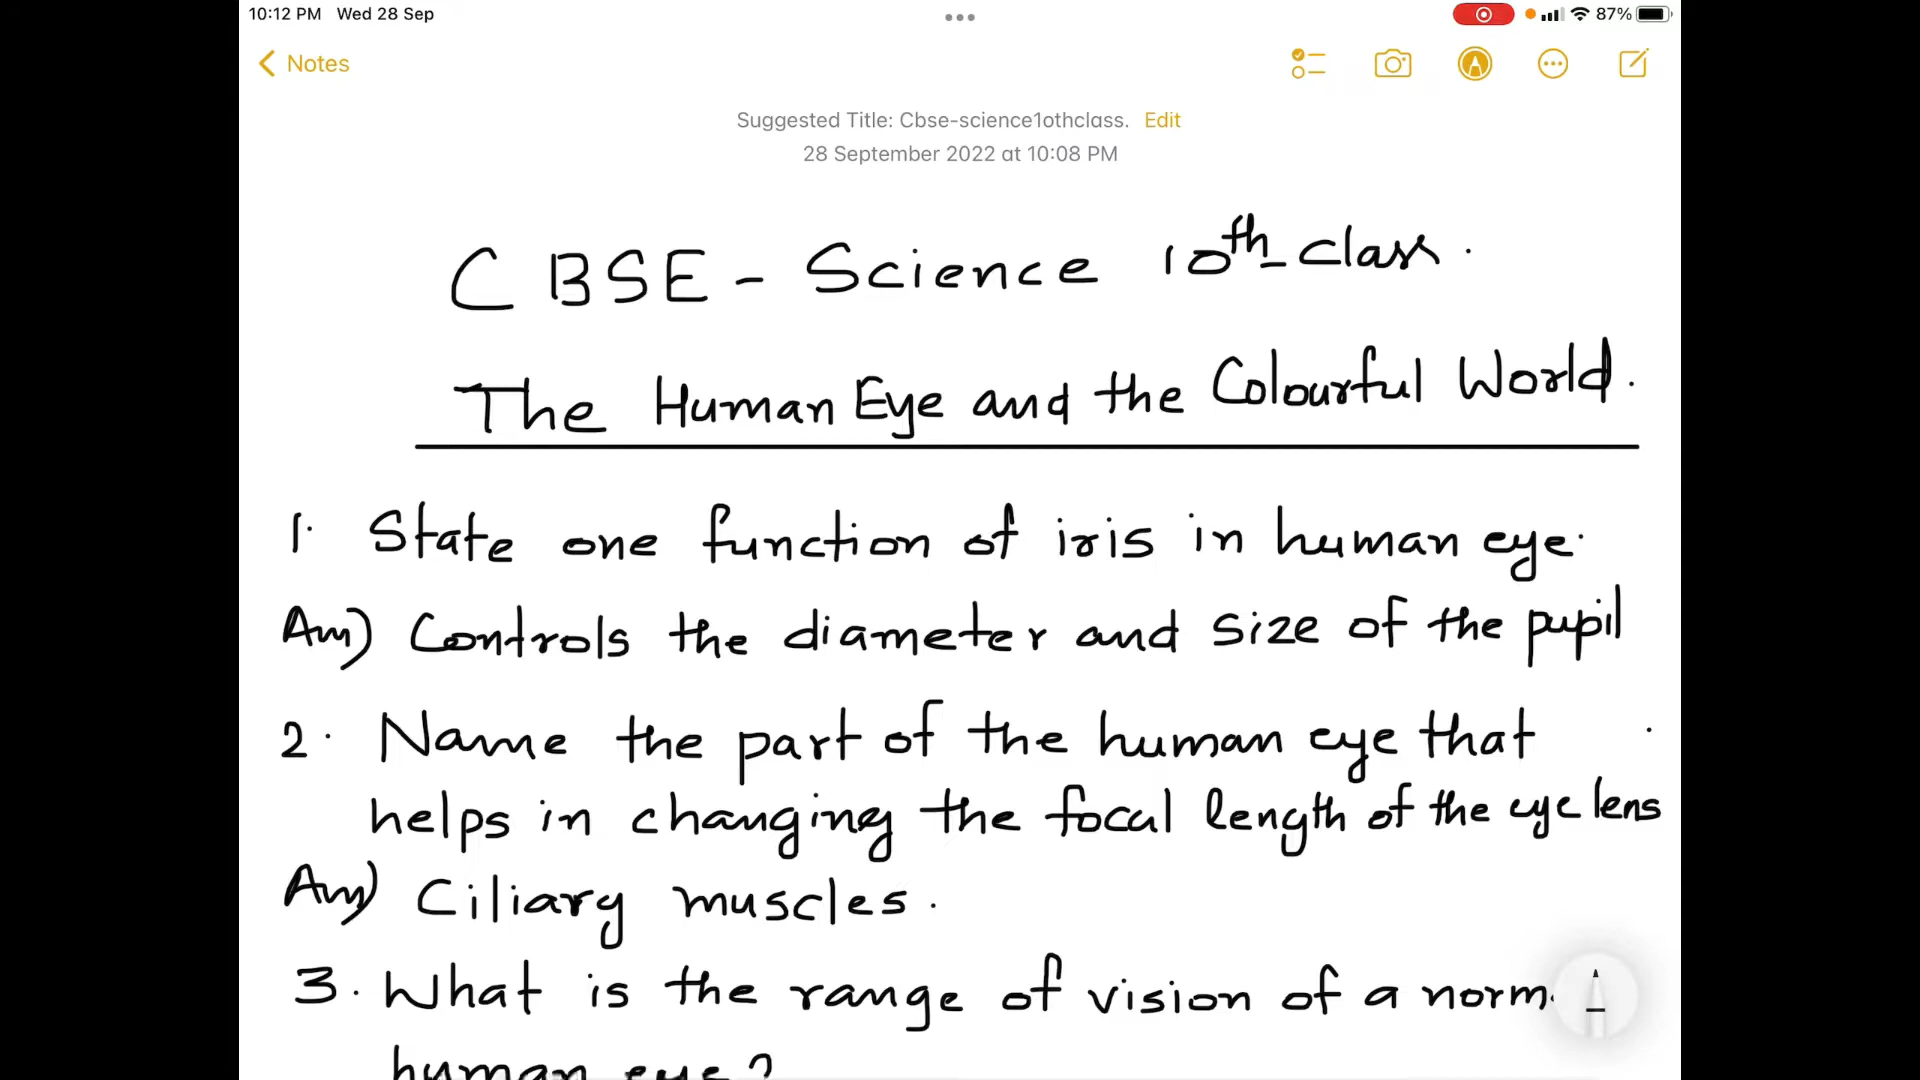 10:12 PM Wed 28 Sep
87%
Notes
Suggested Title: Cbse-science1othclass. Edit
28 September 2022 at 10:08 PM
CBSE - Science 10th class.
The Human Eye and the Colourful World.
1. State one function of iris in human eye.
Ans) Controls the diameter and size of the pupil
2. Name the part of the human eye that
helps in changing the focal length of the eye lens
Ans) Ciliary muscles.
3. What is the range of vision of a norm
human eye?